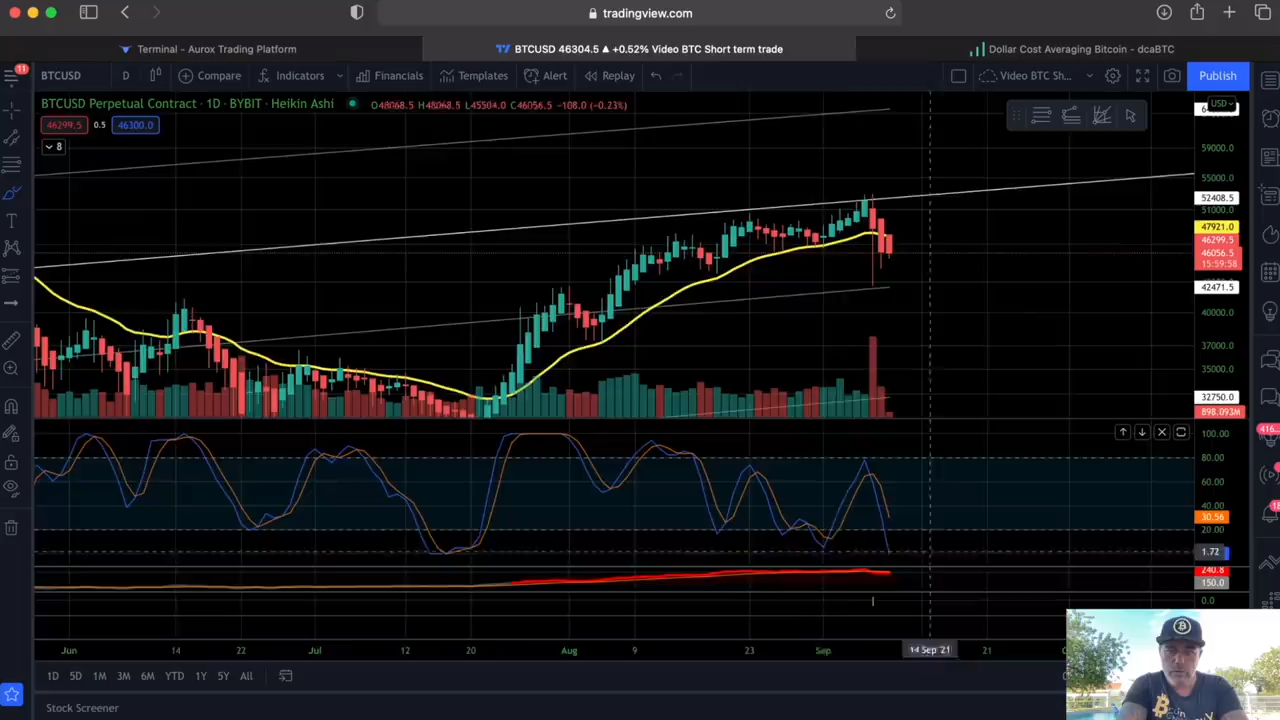 tradingview.com
Terminal - Aurox Trading Platform
BTCUSD 46304.5 ▲ +0.52% Video BTC Short term trade
Dollar Cost Averaging Bitcoin - dcaBTC
11
BTCUSD D Compare Indicators Financials Templates Alert Replay Video BTC Sh... Publish
BTCUSD Perpetual Contract · 1D · BYBIT · Heikin Ashi O48068.5 H48068.5 L45504.0 C46056.5 -108.0 (-0.23%)
USD
46299.5 0.5 46300.0
8
59000.0
55000.0
52408.5
51000.0
47921.0
46299.5
46056.5
15:59:58
42471.5
40000.0
37000.0
35000.0
32750.0
898.093M
416...
100.00
80.00
60.00
40.00
30.56
20.00
1.72
240.8
150.0
0.0
Jun 14 22 Jul 12 20 Aug 9 23 Sep 14 Sep '21 21
1D 5D 1M 3M 6M YTD 1Y 5Y All
Stock Screener